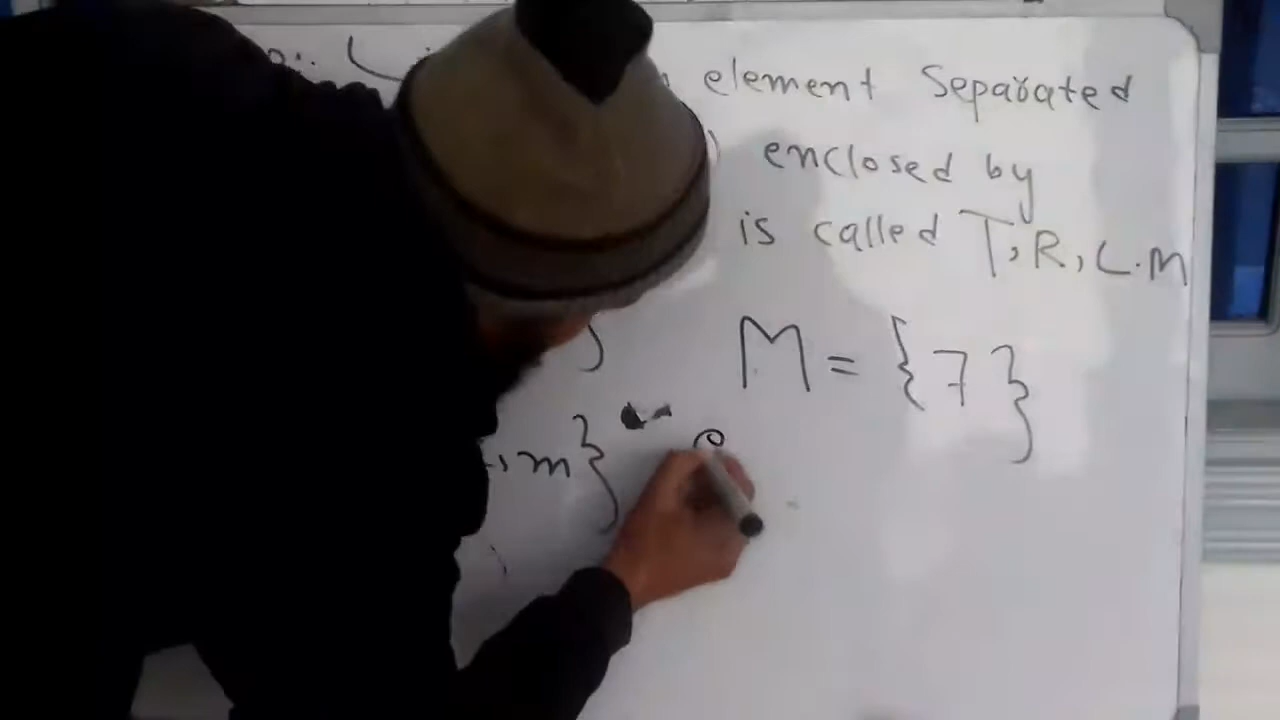 element Separated
enclosed by
is called T, R, L.M
M = {7}
, m}